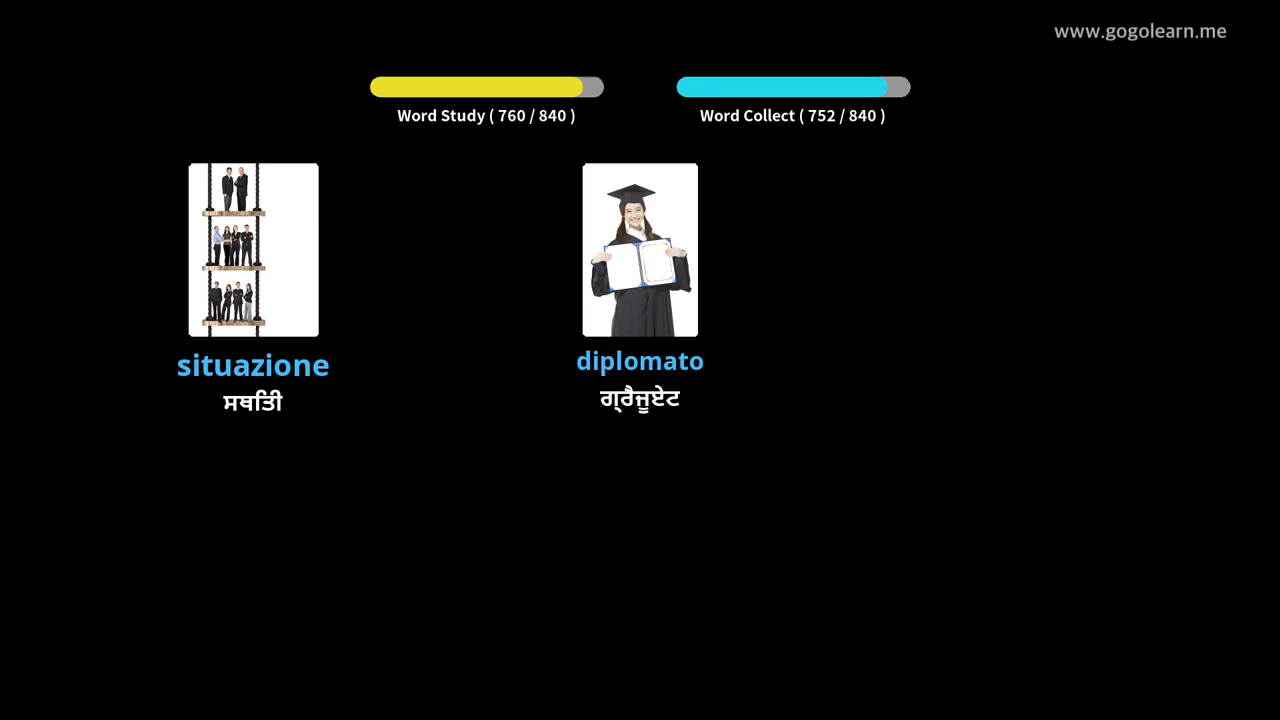 www.gogolearn.me
Word Study ( 760 / 840 )
Word Collect ( 752 / 840 )
situazione
ਸਥਿਤੀ
diplomato
ਗ੍ਰੈਜੂਏਟ